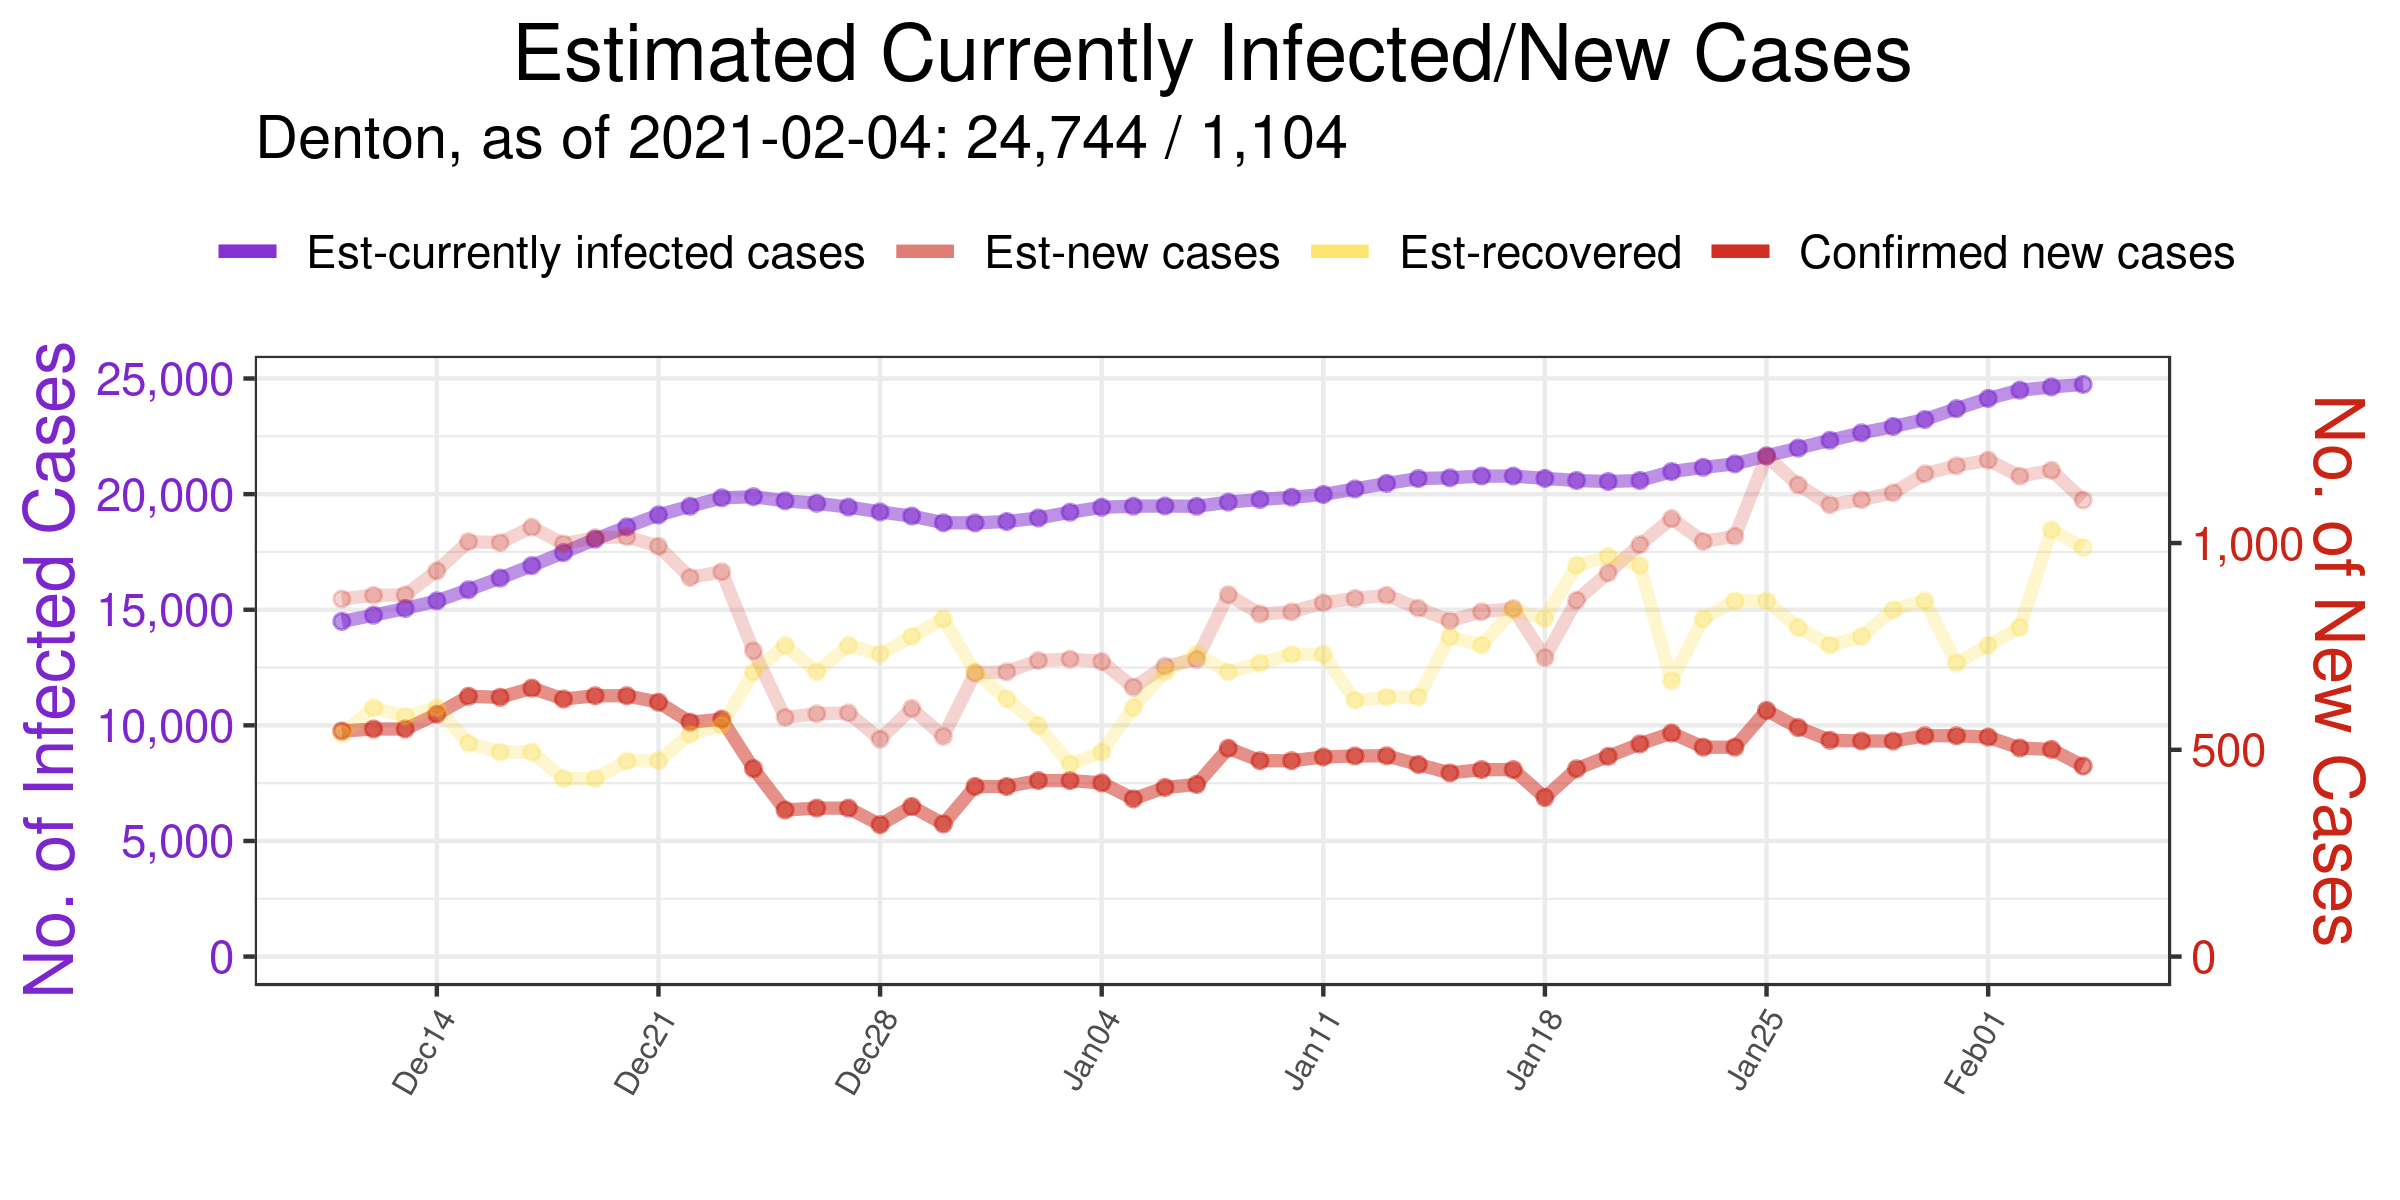 Estimated Currently Infected/New Cases
Denton, as of 2021-02-04: 24,744 / 1,104
Est-currently infected cases Est-new cases Est-recovered Confirmed new cases
No. of Infected Cases
25,000
20,000
15,000
10,000
5,000
0
1,000
500
0
No. of New Cases
Dec14 Dec21 Dec28 Jan04 Jan11 Jan18 Jan25 Feb01